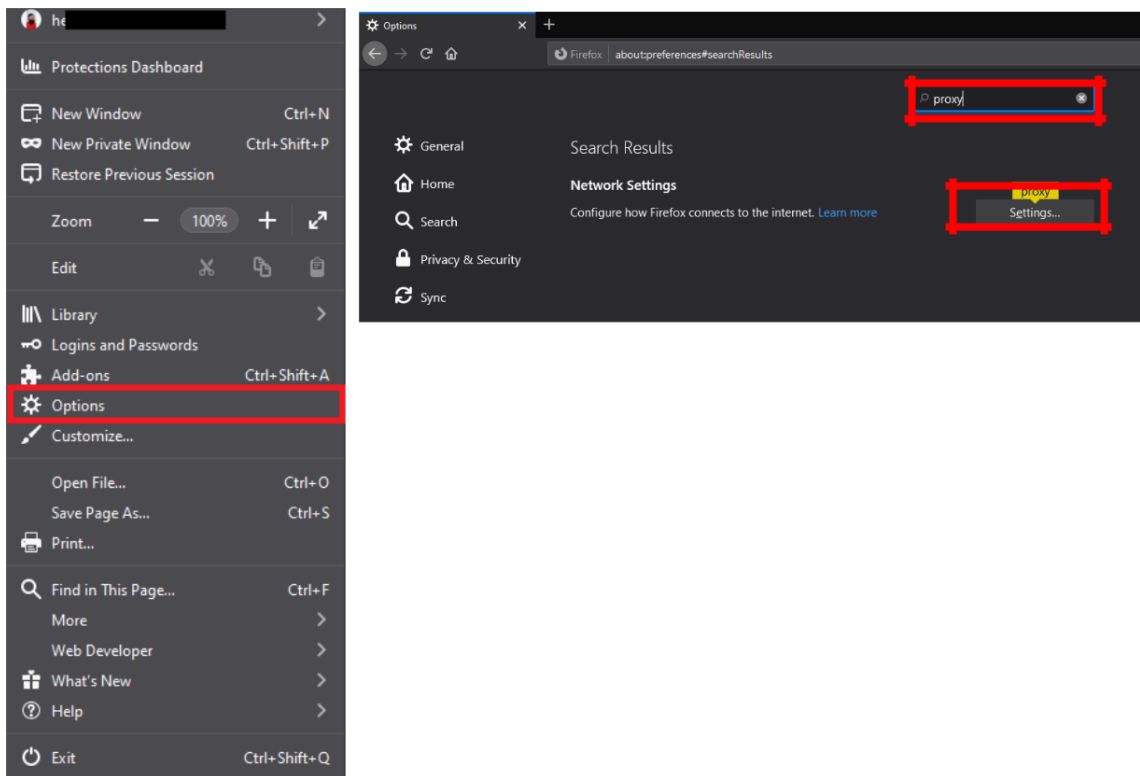 he
Protections Dashboard
New Window Ctrl+N
New Private Window Ctrl+Shift+P
Restore Previous Session
Zoom 100%
Edit
Library
Logins and Passwords
Add-ons Ctrl+Shift+A
Options
Customize...
Open File... Ctrl+O
Save Page As... Ctrl+S
Print...
Find in This Page... Ctrl+F
More
Web Developer
What's New
Help
Exit Ctrl+Shift+Q
Options
Firefox about:preferences#searchResults
proxy
General
Home
Search
Privacy & Security
Sync
Search Results
Network Settings
Configure how Firefox connects to the internet. Learn more
proxy
Settings...